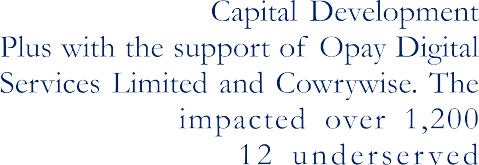 Capital Development
Plus with the support of Opay Digital
Services Limited and Cowrywise. The
impacted over 1,200
12 underserved